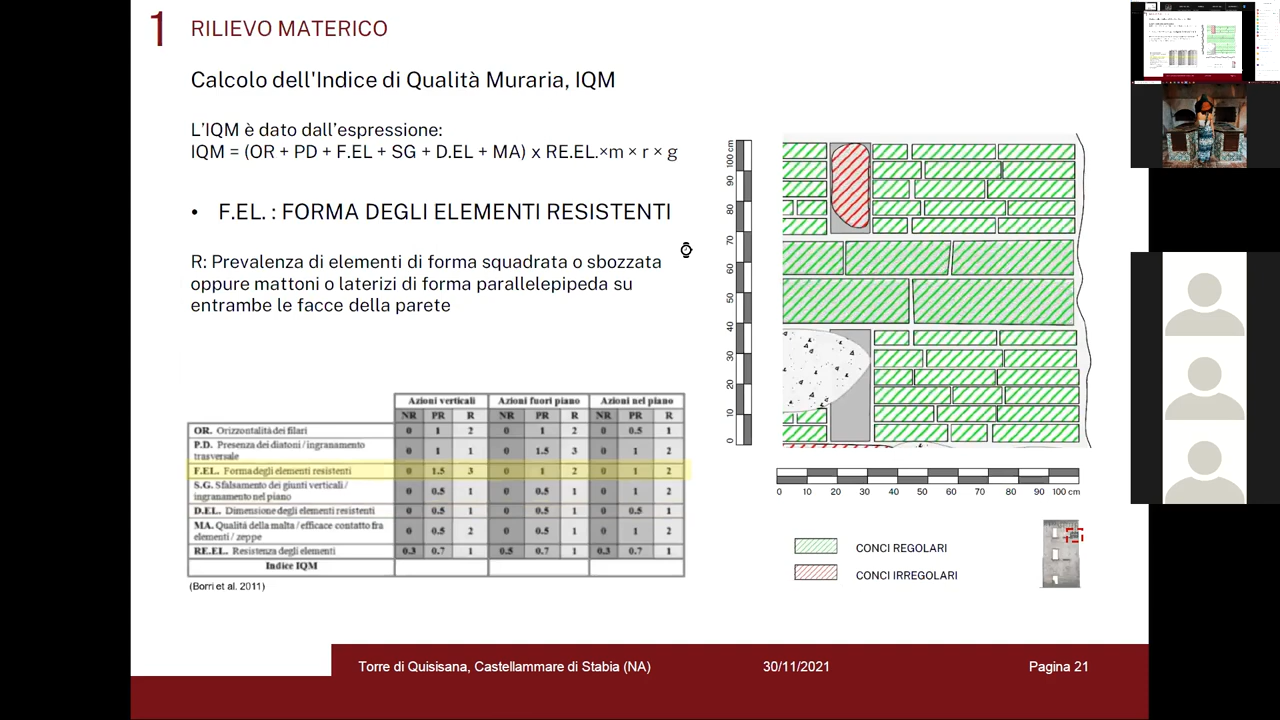 1 RILIEVO MATERICO
Calcolo dell'Indice di Qualità Muraria, IQM
L'IQM è dato dall'espressione:
IQM = (OR + PD + F.EL + SG + D.EL + MA) x RE.EL.×m × r × g
• F.EL. : FORMA DEGLI ELEMENTI RESISTENTI
R: Prevalenza di elementi di forma squadrata o sbozzata
oppure mattoni o laterizi di forma parallelepipeda su
entrambe le facce della parete
Azioni verticali Azioni fuori piano Azioni nel piano
NR PR R NR PR R NR PR R
OR. Orizzontalità dei filari 0 1 2 0 1 2 0 0.5 1
P.D. Presenza dei diatoni / ingranamento
trasversale 0 1 1 0 1.5 3 0 1 2
F.EL. Forma degli elementi resistenti 0 1.5 3 0 1 2 0 1 2
S.G. Sfalsamento dei giunti verticali /
ingranamento nel piano 0 0.5 1 0 0.5 1 0 1 2
D.EL. Dimensione degli elementi resistenti 0 0.5 1 0 0.5 1 0 0.5 1
MA. Qualità della malta / efficace contatto fra
elementi / zeppe 0 0.5 2 0 0.5 1 0 1 2
RE.EL. Resistenza degli elementi 0.3 0.7 1 0.5 0.7 1 0.3 0.7 1
Indice IQM
(Borri et al. 2011)
100 cm
90
80
70
60
50
40
30
20
10
0
0 10 20 30 40 50 60 70 80 90 100 cm
CONCI REGOLARI
CONCI IRREGOLARI
Torre di Quisisana, Castellammare di Stabia (NA) 30/11/2021 Pagina 21